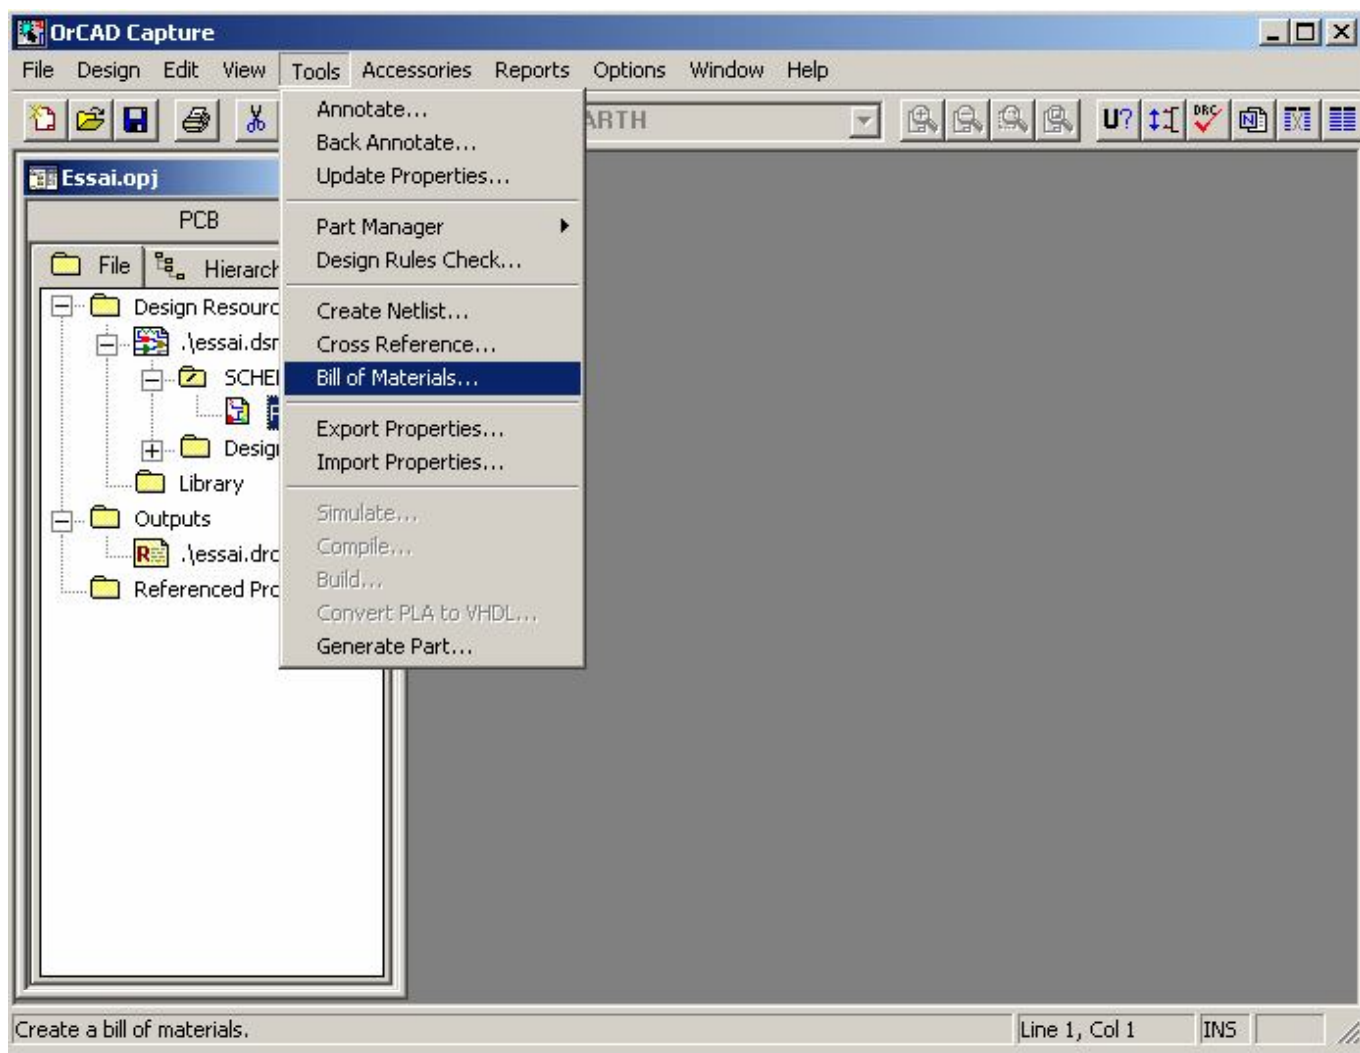 OrCAD Capture
File Design Edit View Tools Accessories Reports Options Window Help
ARTH
U?
DRC
Essai.opj
PCB
File Hierarch
Design Resourc
.\essai.dsn
SCHE
Design
Library
Outputs
.\essai.drc
Referenced Pro
Annotate...
Back Annotate...
Update Properties...
Part Manager
Design Rules Check...
Create Netlist...
Cross Reference...
Bill of Materials...
Export Properties...
Import Properties...
Simulate...
Compile...
Build...
Convert PLA to VHDL...
Generate Part...
Create a bill of materials.
Line 1, Col 1
INS